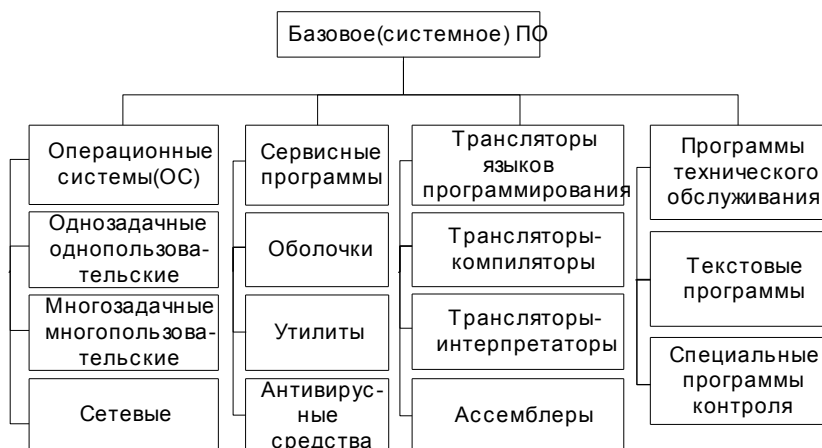 Базовое(системное) ПО
Операционные
системы(ОС)
Однозадачные
однопользова-
тельские
Многозадачные
многопользова-
тельские
Сетевые
Сервисные
программы
Оболочки
Утилиты
Антивирус-
ные
средства
Трансляторы
языков
программирования
Трансляторы-
компиляторы
Трансляторы-
интерпретаторы
Ассемблеры
Программы
технического
обслуживания
Текстовые
программы
Специальные
программы
контроля